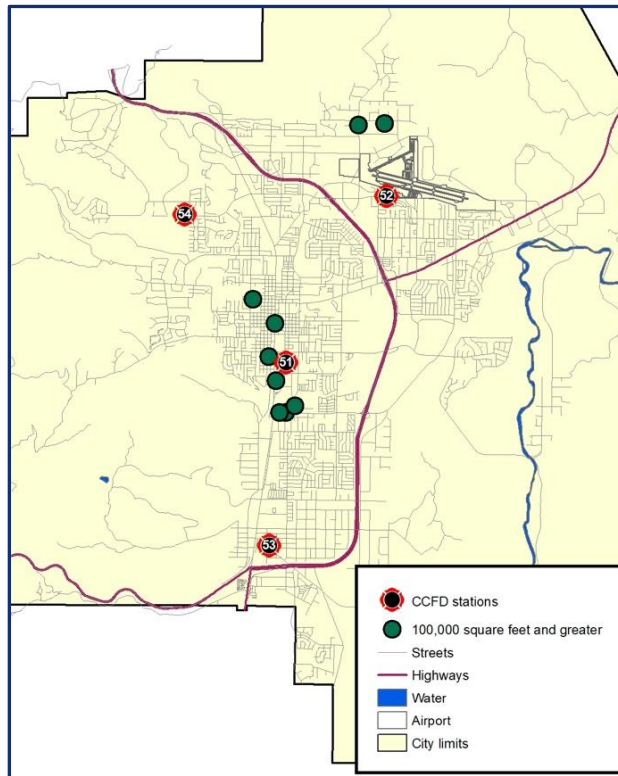 54
52
51
53
CCFD stations
100,000 square feet and greater
Streets
Highways
Water
Airport
City limits